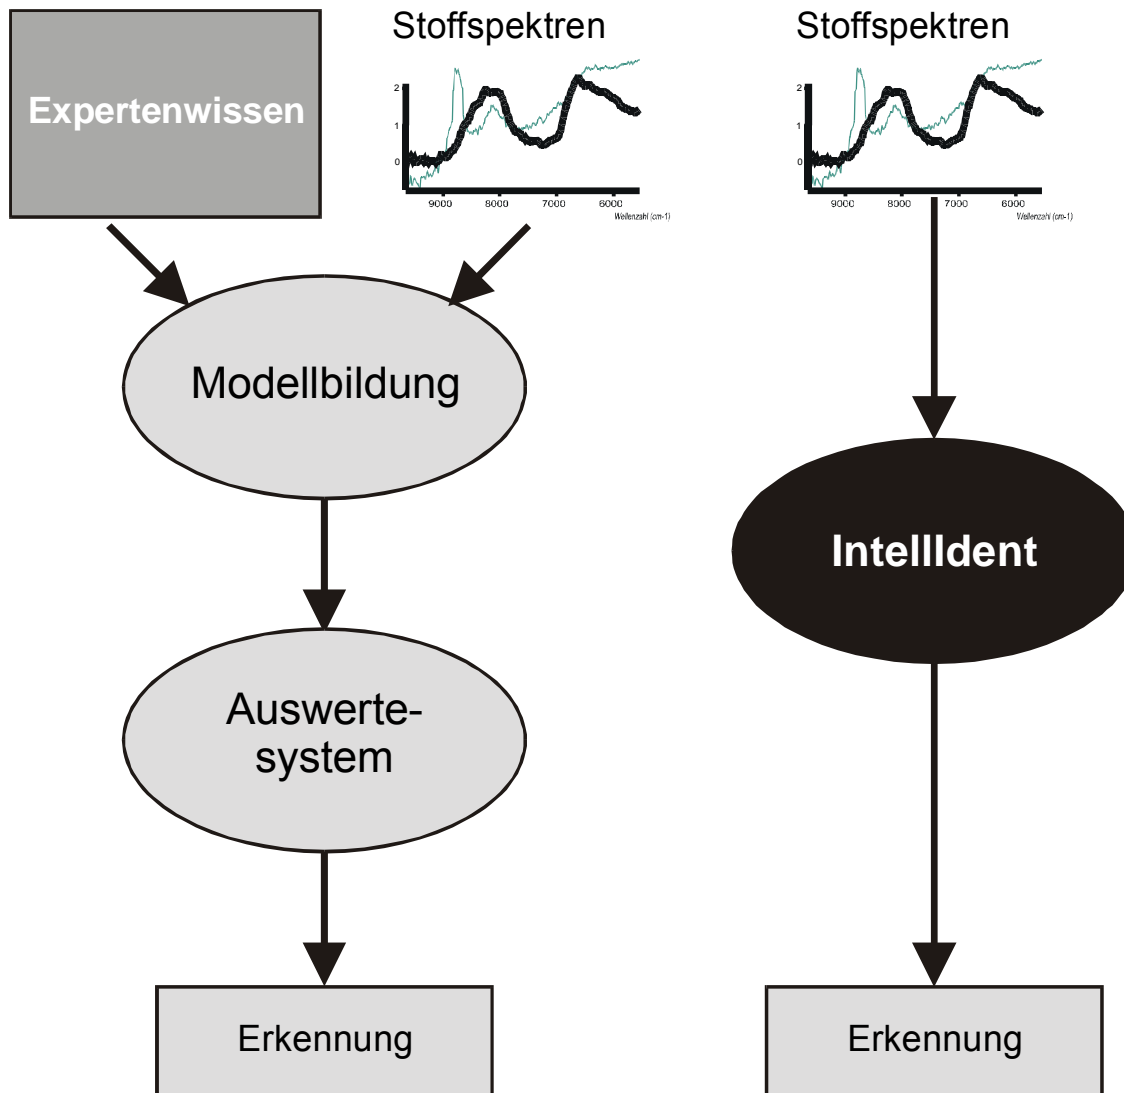 Stoffspektren
Stoffspektren
Expertenwissen
2
1
0
9000 8000 7000 6000
Wellenzahl (cm-1)
2
1
0
9000 8000 7000 6000
Wellenzahl (cm-1)
Modellbildung
IntellIdent
Auswerte-
system
Erkennung
Erkennung